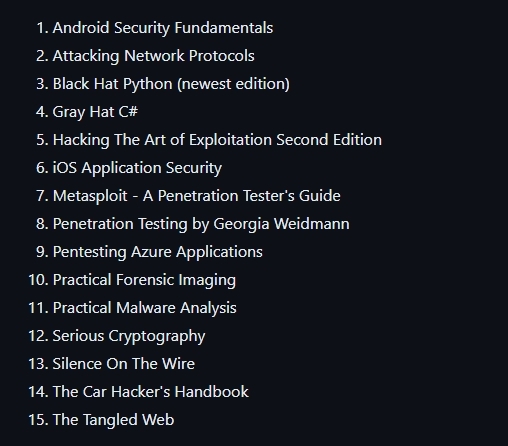 1. Android Security Fundamentals
2. Attacking Network Protocols
3. Black Hat Python (newest edition)
4. Gray Hat C#
5. Hacking The Art of Exploitation Second Edition
6. iOS Application Security
7. Metasploit - A Penetration Tester's Guide
8. Penetration Testing by Georgia Weidmann
9. Pentesting Azure Applications
10. Practical Forensic Imaging
11. Practical Malware Analysis
12. Serious Cryptography
13. Silence On The Wire
14. The Car Hacker's Handbook
15. The Tangled Web